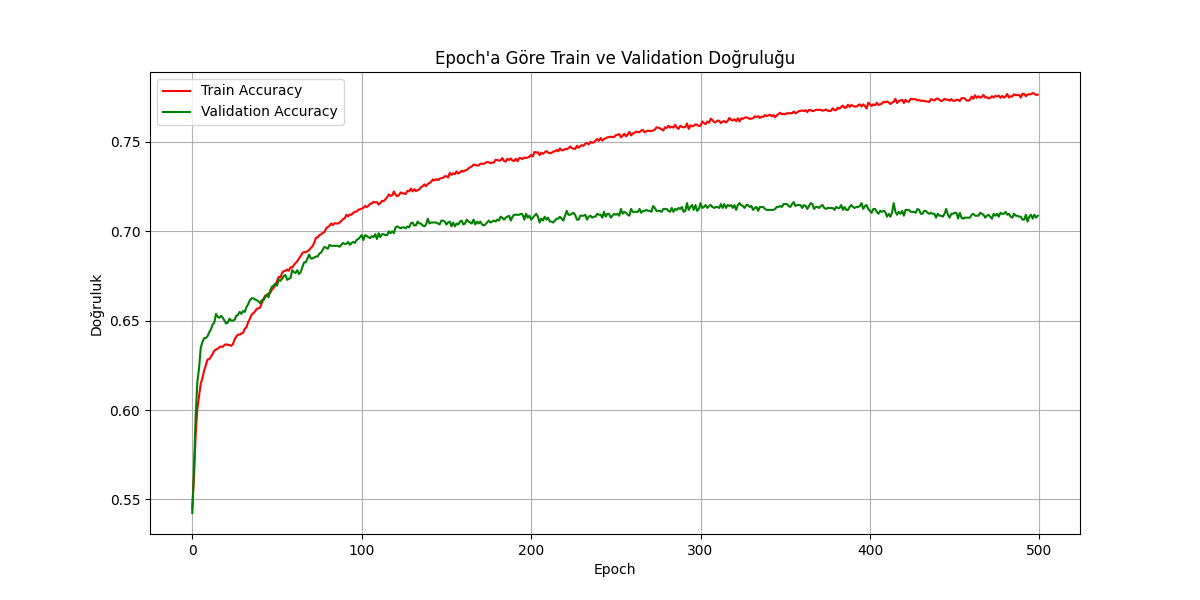 Epoch'a Göre Train ve Validation Doğruluğu
Train Accuracy
Validation Accuracy
0.75
0.70
0.65
0.60
0.55
Doğruluk
0 100 200 300 400 500
Epoch